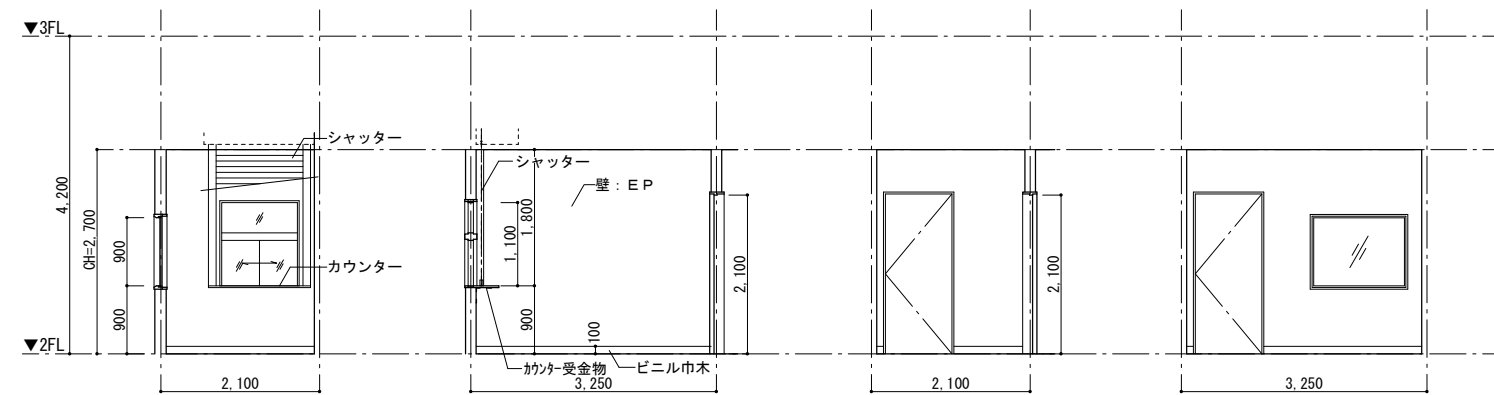 ▼3FL
4,200
CH=2,700
900
900
シャッター
カウンター
シャッター
壁：ＥＰ
1,100
1,800
900
100
2,100
2,100
▼2FL
ｶｳﾝﾀｰ受金物
ビニル巾木
2,100
3,250
2,100
3,250